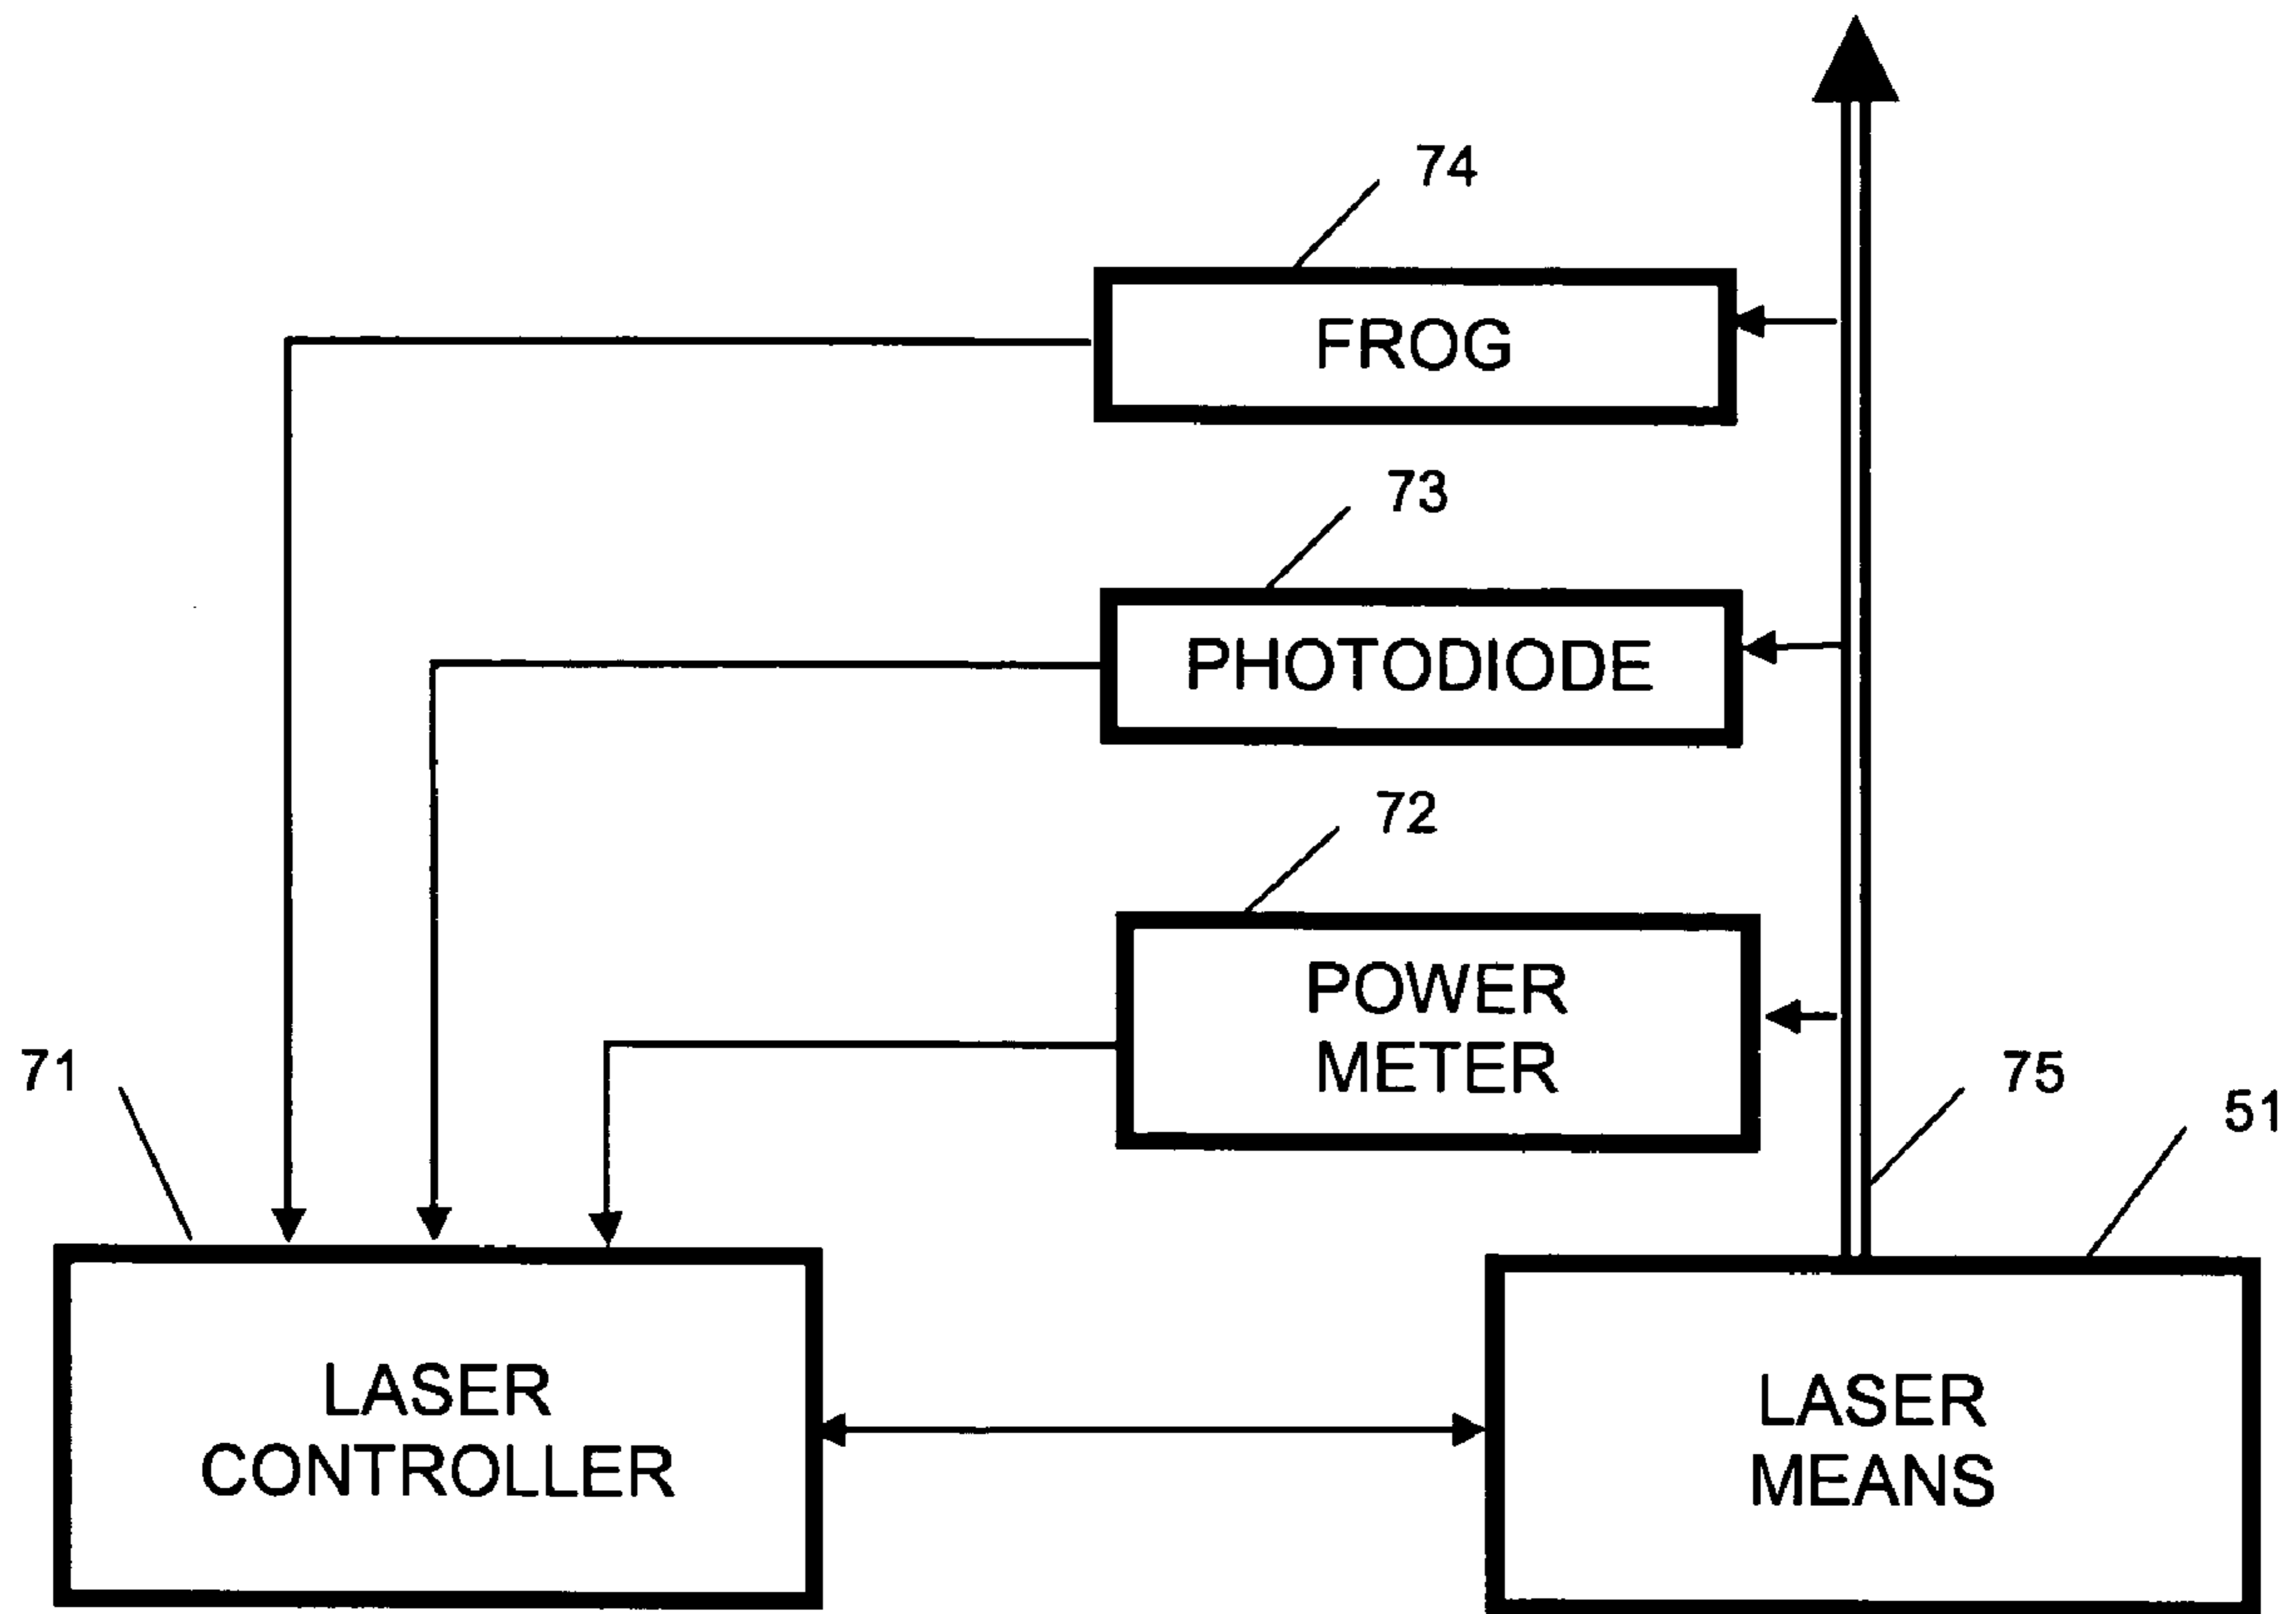 74
FROG
73
PHOTODIODE
72
POWER
METER
71
75
51
LASER
CONTROLLER
LASER
MEANS